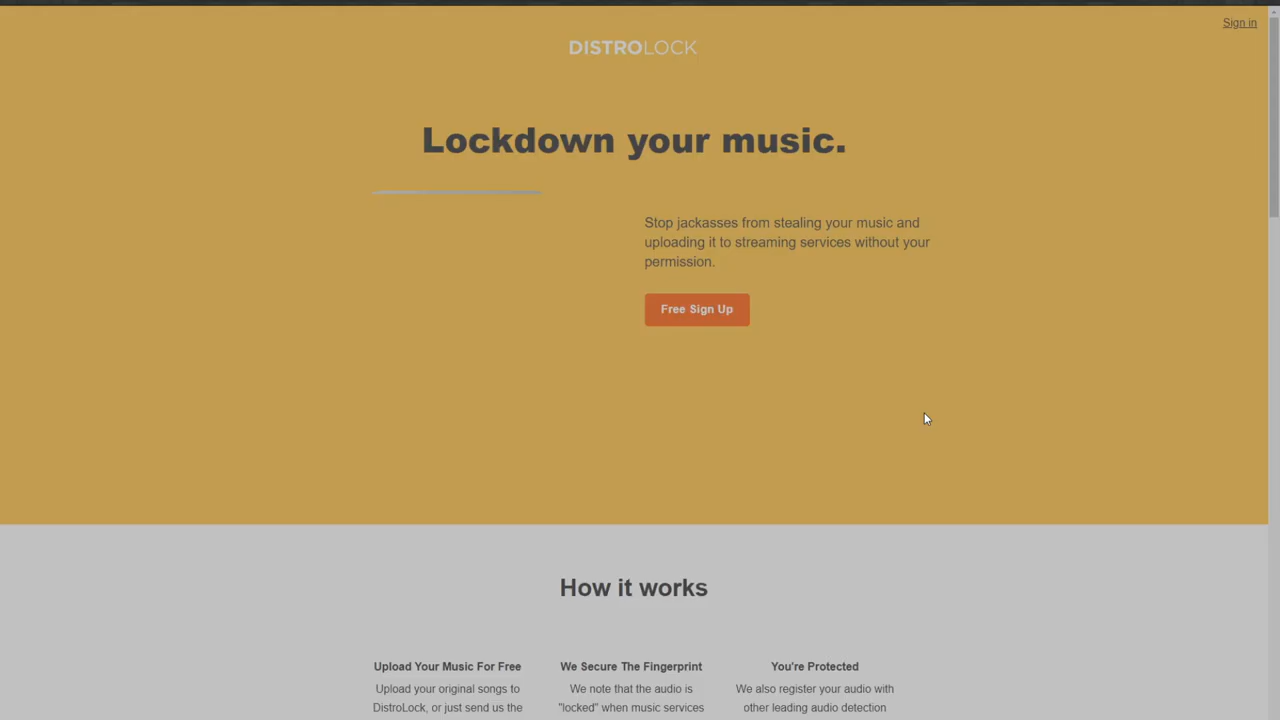 Sign in
DISTROLOCK
Lockdown your music.
Stop jackasses from stealing your music and
uploading it to streaming services without your
permission.
Free Sign Up
How it works
Upload Your Music For Free
Upload your original songs to
DistroLock, or just send us the
We Secure The Fingerprint
We note that the audio is
"locked" when music services
You're Protected
We also register your audio with
other leading audio detection